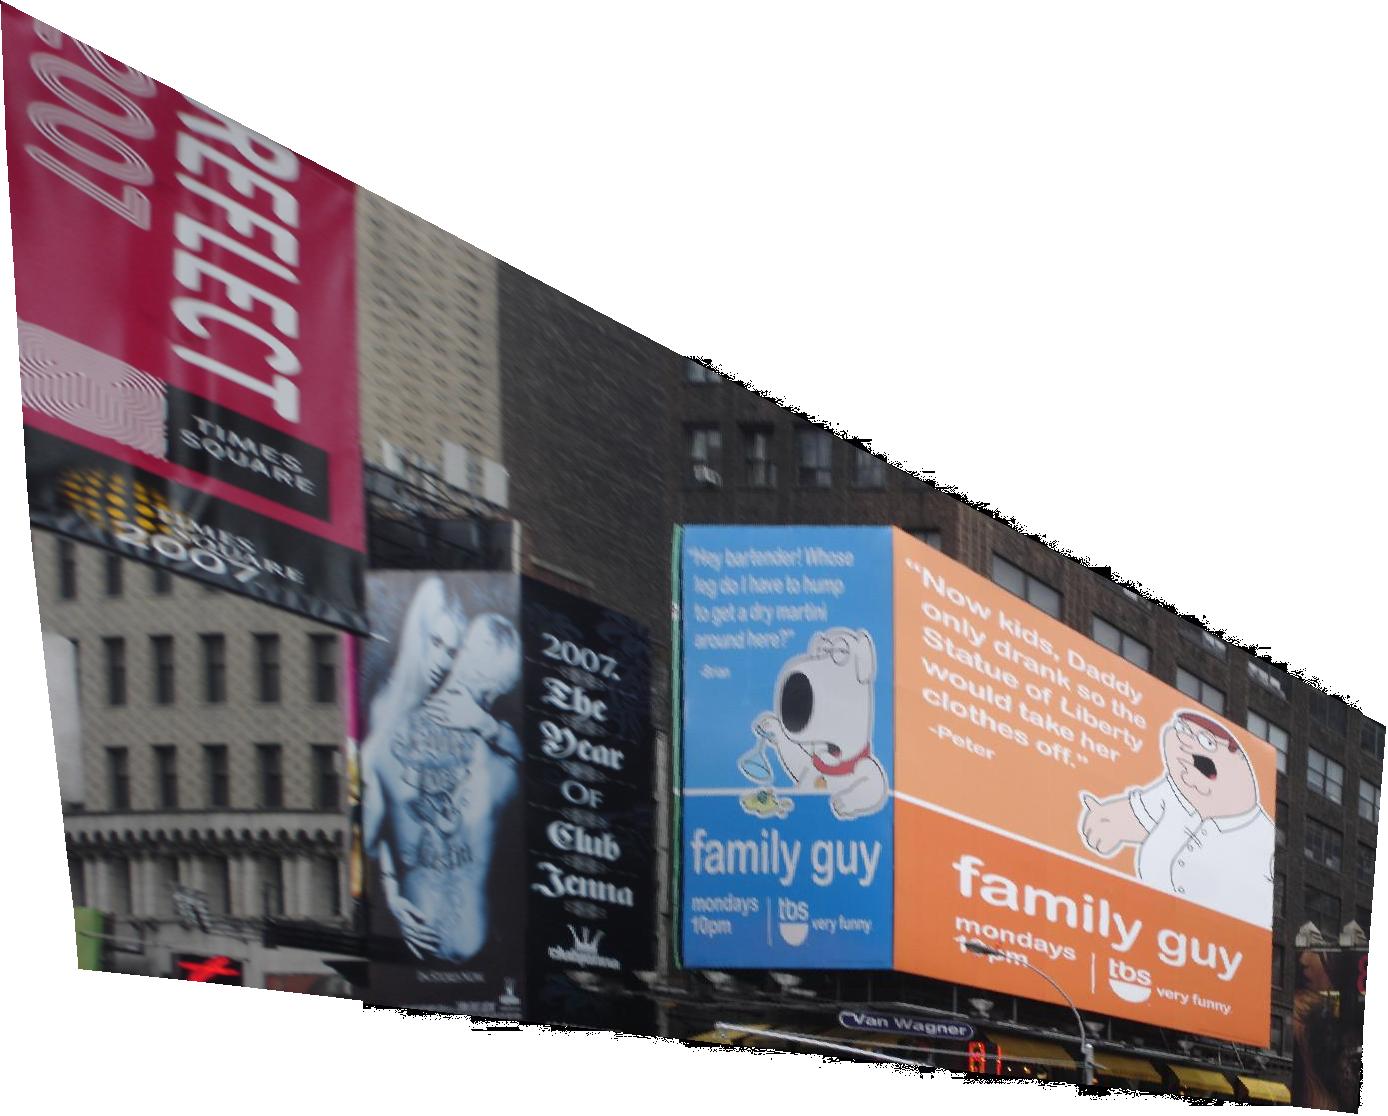 2007
REFLECT
TIMES
SQUARE
TIMES
SQUARE
2007
2007
The
Year
Of
Club
Jenna
"Hey bartender! Whose
leg do I have to hump
to get a dry martini
around here?"
-Brian
family guy
mondays
10pm
tbs
very funny
"Now kids, Daddy
only drank so the
Statue of Liberty
would take her
clothes off."
-Peter
family guy
mondays
10pm
tbs
very funny
Van Wagner